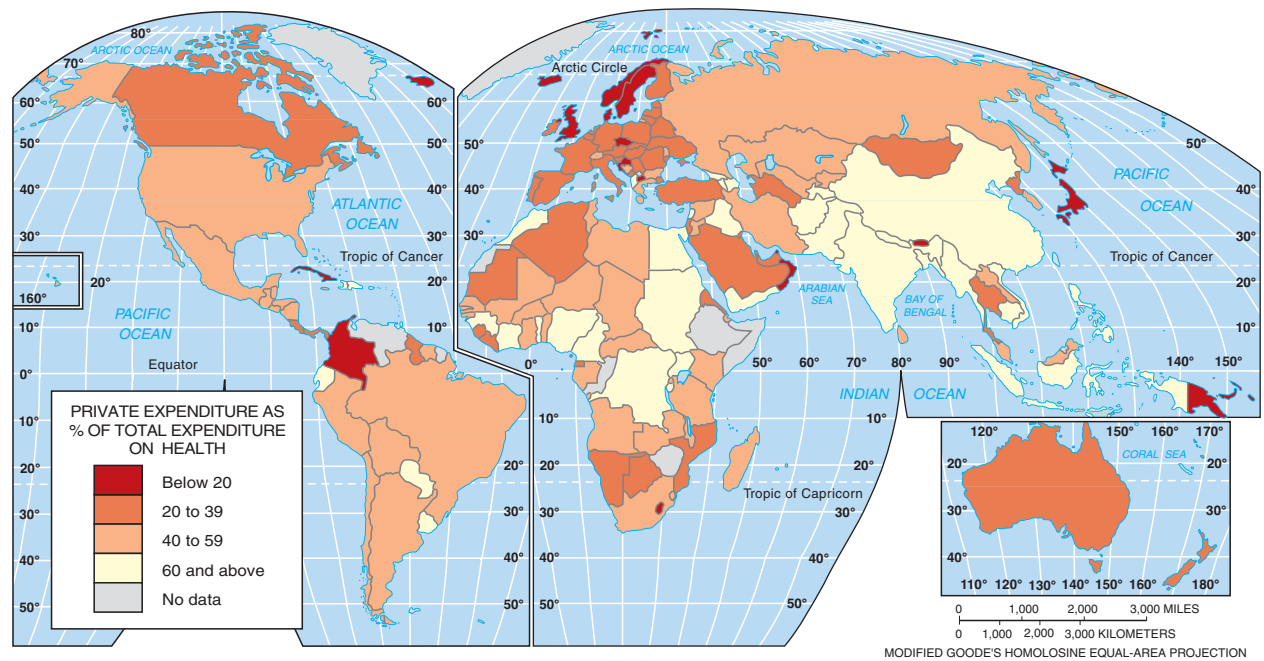 80°
70°
60°
50°
40°
30°
20°
160°
10°
0°
10°
20°
30°
40°
50°
ARCTIC OCEAN
60°
50°
40°
30°
20°
10°
ATLANTIC
OCEAN
Tropic of Cancer
PACIFIC
OCEAN
Equator
10°
20°
30°
40°
50°
ARCTIC OCEAN
Arctic Circle
50°
40°
30°
0°
10°
20°
30°
40°
50°
50°
40°
30°
20°
10°
PACIFIC
OCEAN
Tropic of Cancer
ARABIAN
SEA
BAY OF
BENGAL
50°
60°
70°
80°
90°
140°
150°
INDIAN
OCEAN
10°
20°
Tropic of Capricorn
30°
40°
50°
PRIVATE EXPENDITURE AS
% OF TOTAL EXPENDITURE
ON HEALTH
Below 20
20 to 39
40 to 59
60 and above
No data
120°
150°
160°
170°
CORAL SEA
20°
20°
30°
30°
40°
40°
110°
120°
130°
140°
150°
160°
180°
0 1,000 2,000 3,000 MILES
0 1,000 2,000 3,000 KILOMETERS
MODIFIED GOODE'S HOMOLOSINE EQUAL-AREA PROJECTION